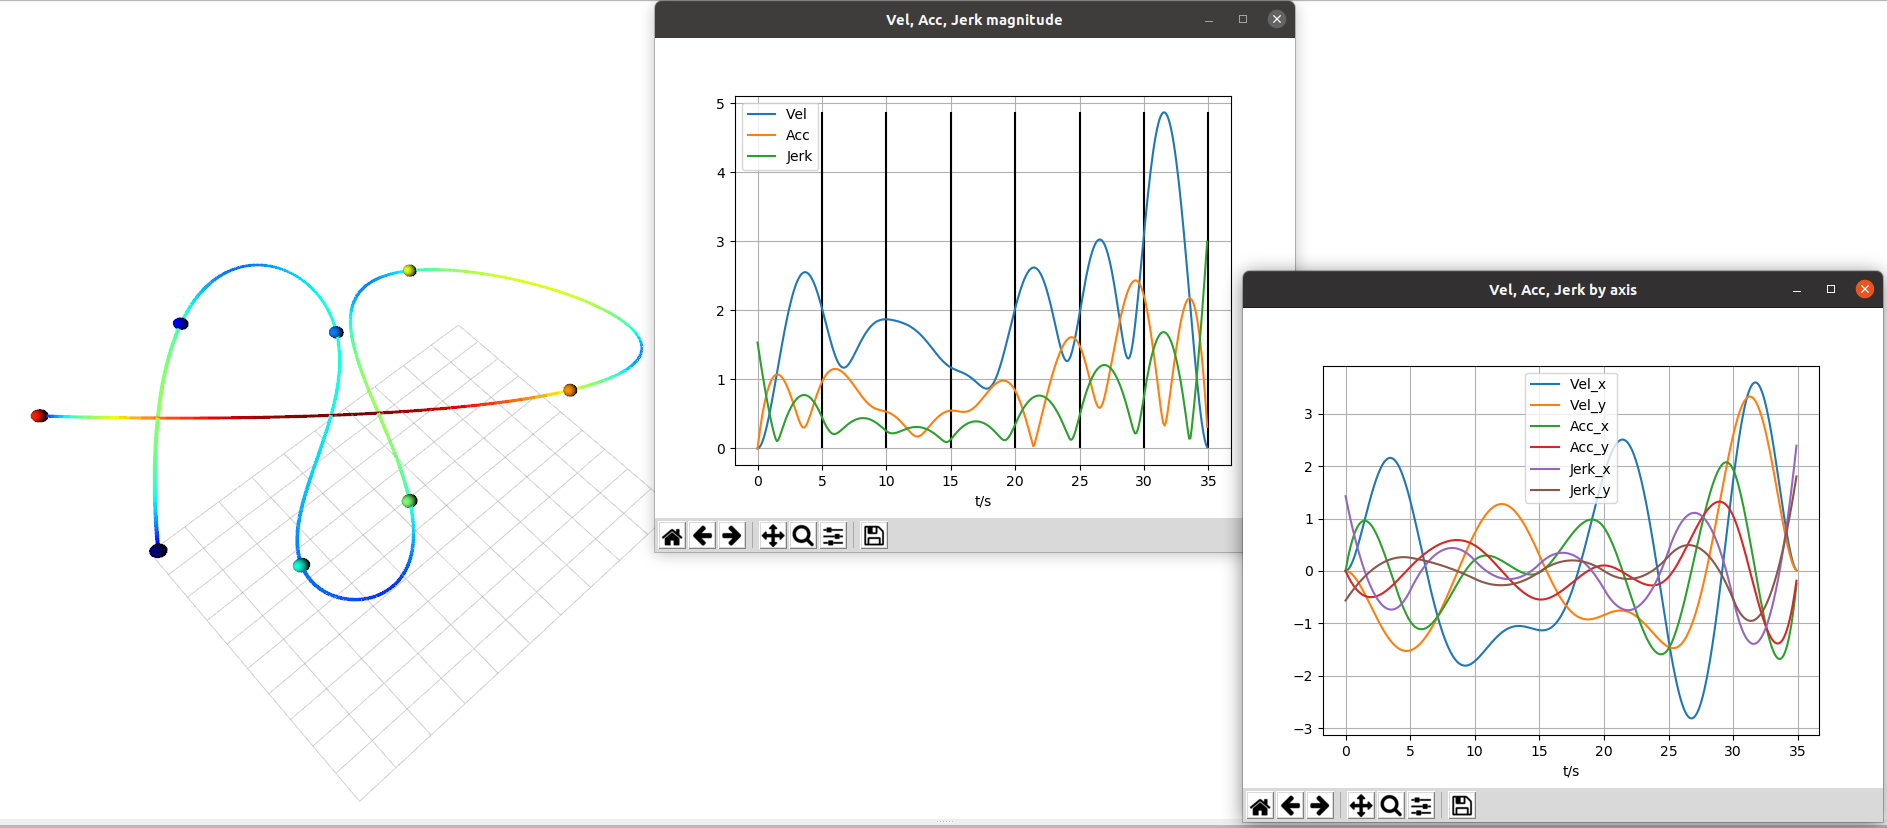 Vel, Acc, Jerk magnitude
Vel
Acc
Jerk
5
4
3
2
1
0
0 5 10 15 20 25 30 35
t/s
Vel, Acc, Jerk by axis
Vel_x
Vel_y
Acc_x
Acc_y
Jerk_x
Jerk_y
3
2
1
0
−1
−2
−3
0 5 10 15 20 25 30 35
t/s